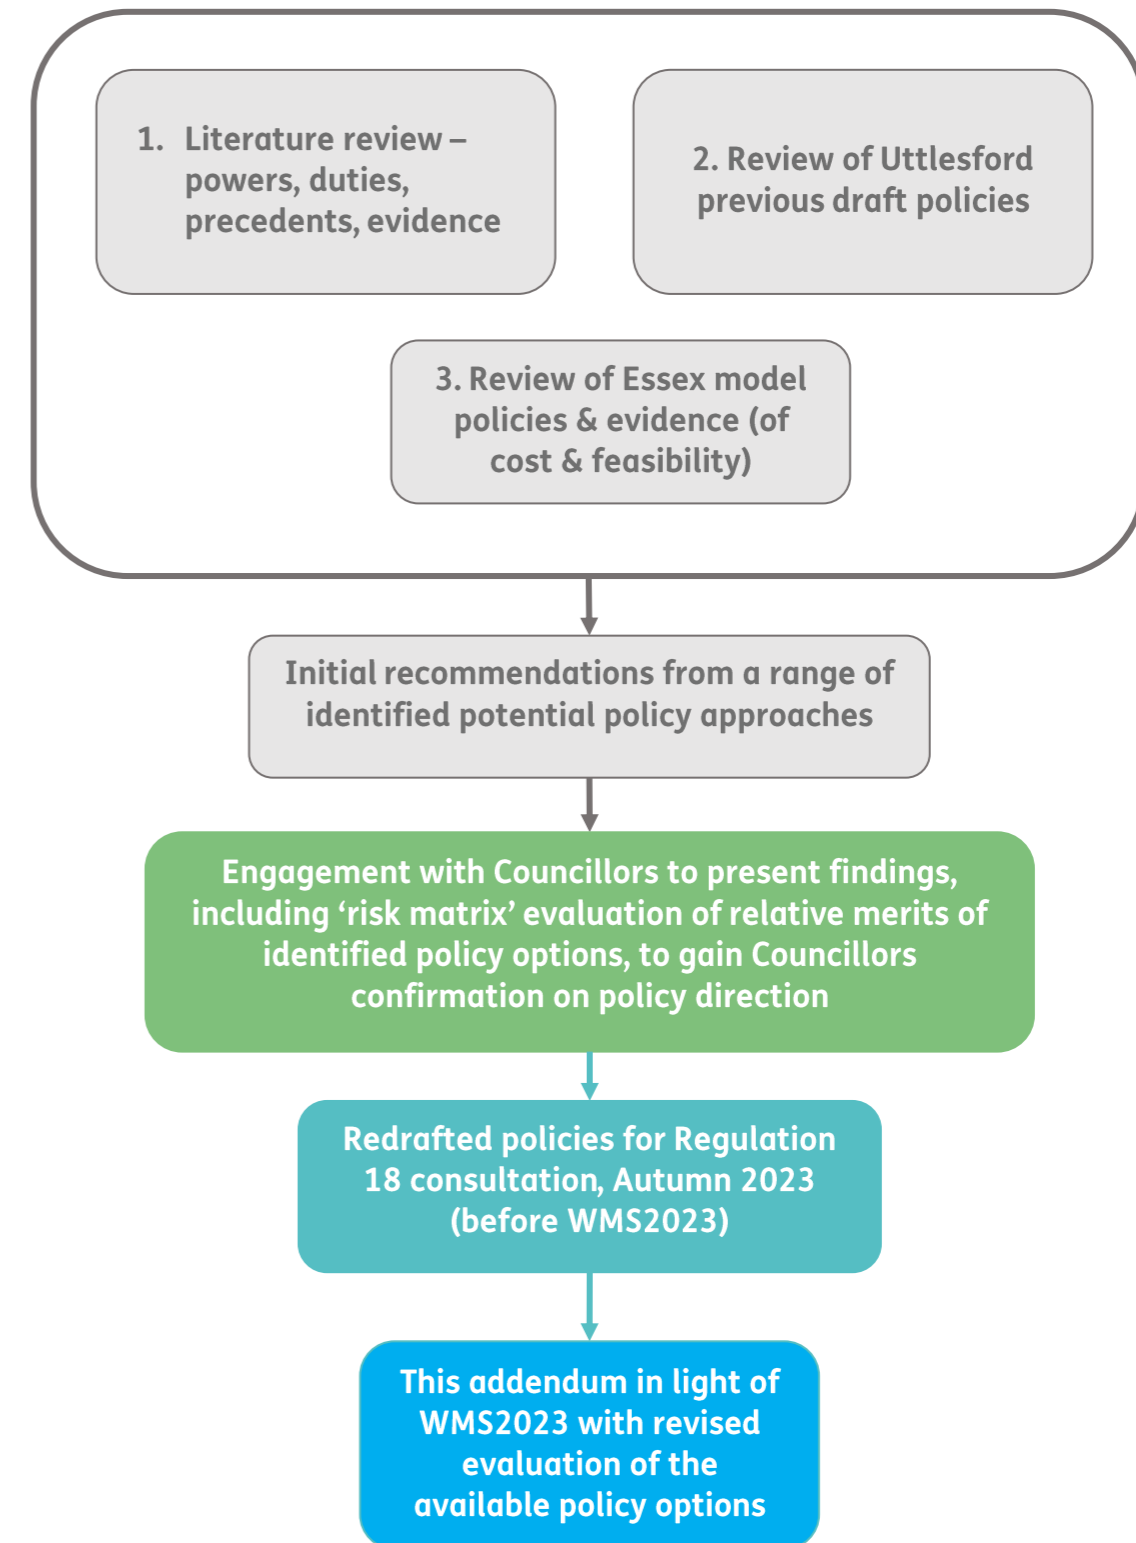 1. Literature review –
powers, duties,
precedents, evidence
2. Review of Uttlesford
previous draft policies
3. Review of Essex model
policies & evidence (of
cost & feasibility)
Initial recommendations from a range of
identified potential policy approaches
Engagement with Councillors to present findings,
including ‘risk matrix’ evaluation of relative merits of
identified policy options, to gain Councillors
confirmation on policy direction
Redrafted policies for Regulation
18 consultation, Autumn 2023
(before WMS2023)
This addendum in light of
WMS2023 with revised
evaluation of the
available policy options